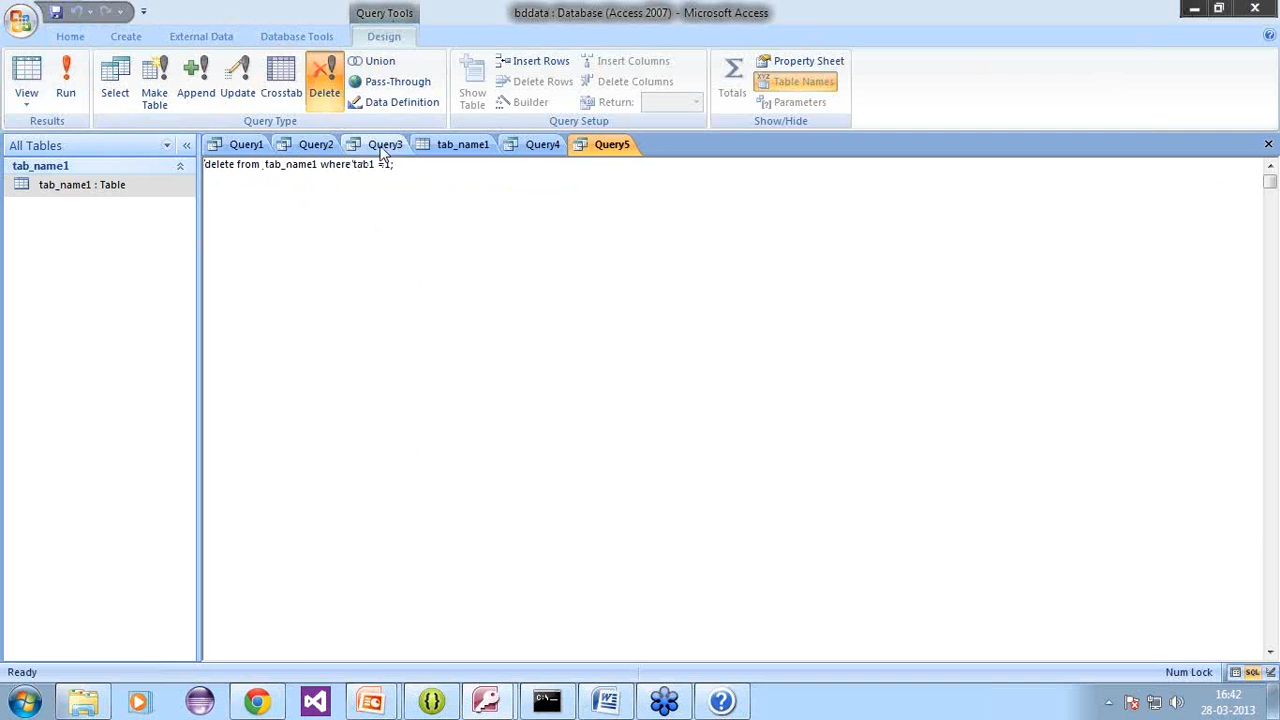 Query Tools
bddata : Database (Access 2007) - Microsoft Access
Home Create External Data Database Tools Design
View Run
Select Make Table Append Update Crosstab Delete
Union
Pass-Through
Data Definition
Show Table
Insert Rows
Delete Rows
Builder
Insert Columns
Delete Columns
Return:
Totals
Property Sheet
XYZ Table Names
Parameters
Results Query Type Query Setup Show/Hide
All Tables
Query1 Query2 Query3 tab_name1 Query4 Query5
tab_name1
tab_name1 : Table
delete from tab_name1 where tab1 =1;
Ready
Num Lock
SQL
16:42
28-03-2013